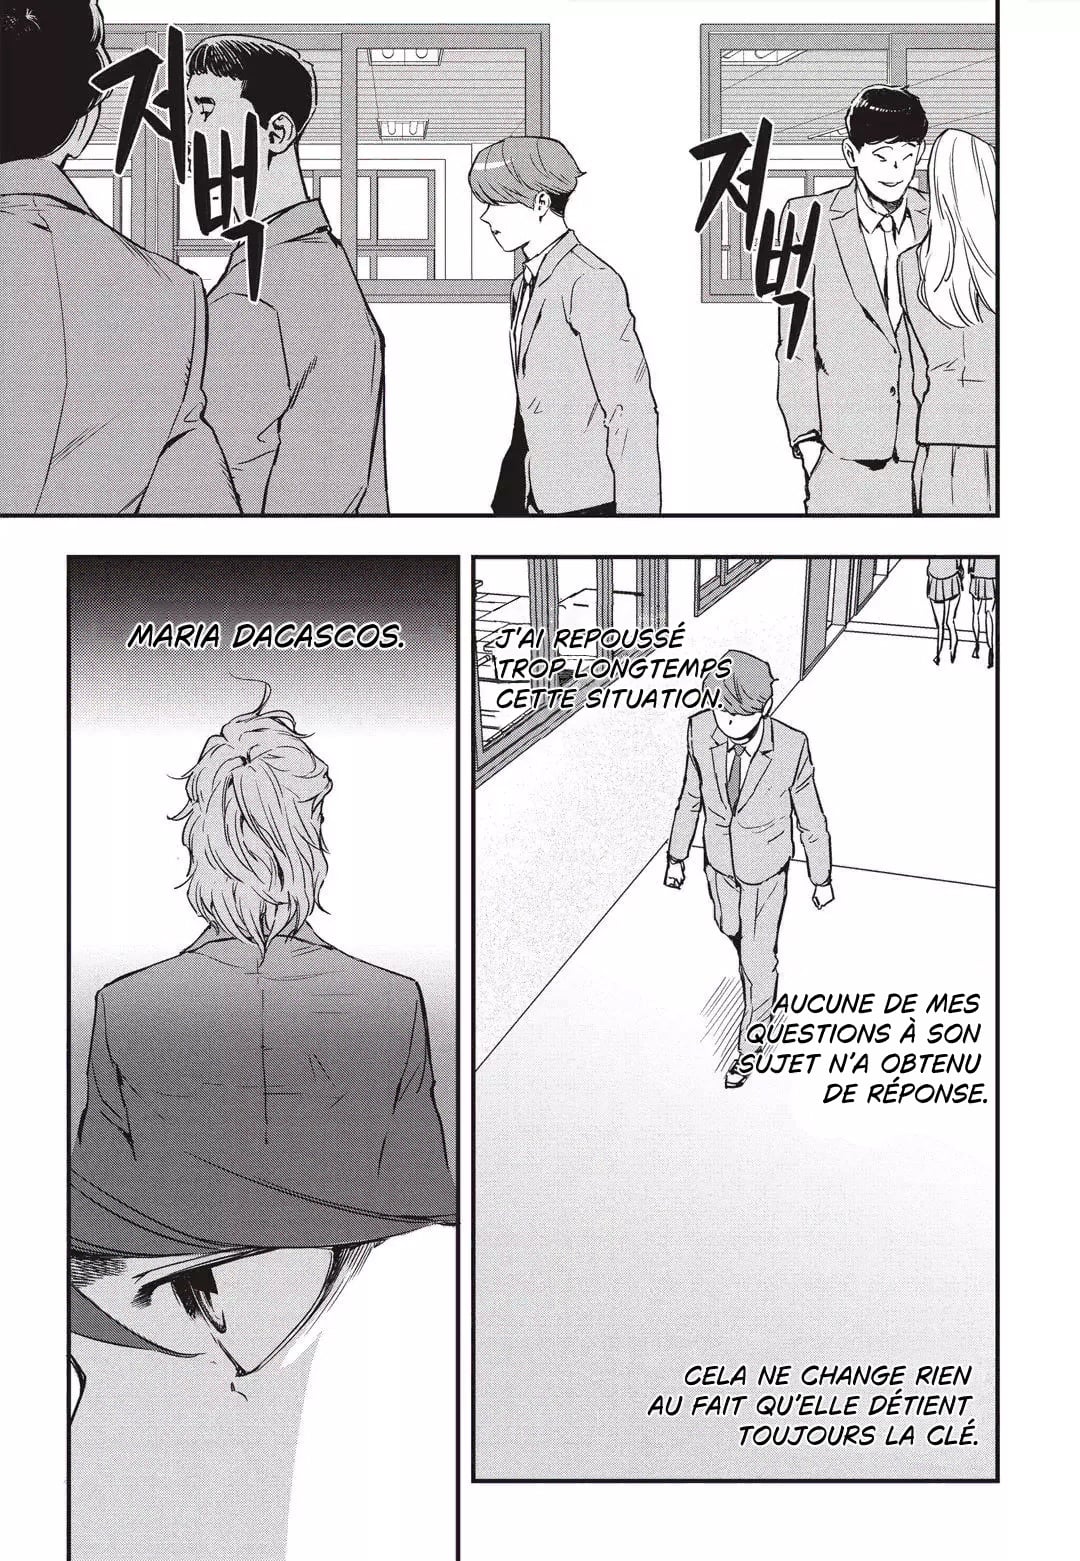 저벅
저벅
J'AI REPOUSSÉ
TROP LONGTEMPS
CETTE SITUATION.
AUCUNE DE MES
QUESTIONS À SON
SUJET N'A OBTENU
DE RÉPONSE.
CELA NE CHANGE RIEN
AU FAIT QU'ELLE DÉTIENT
TOUJOURS LA CLÉ.
MARIA DACASCOS.